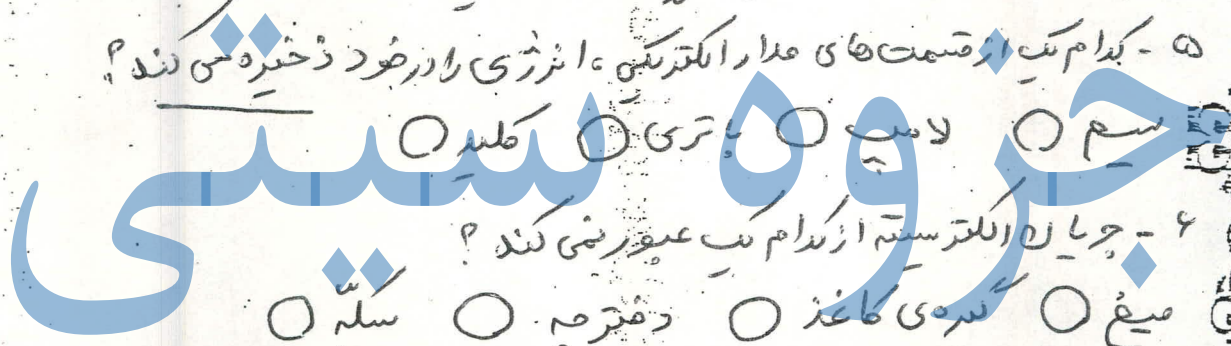 ۵ - کدام یک از قسمت های مدار الکتریکی ، انرژی را در خود ذخیره می کند ؟
سیم ○ لامپ ○ باتری ○ کلید ○
۶ - جریان الکتریسیته از کدام یک عبور نمی کند ؟
میخ ○ گیره‌ی کاغذ ○ دفترچه ○ سکّه ○
جزوه سیتی